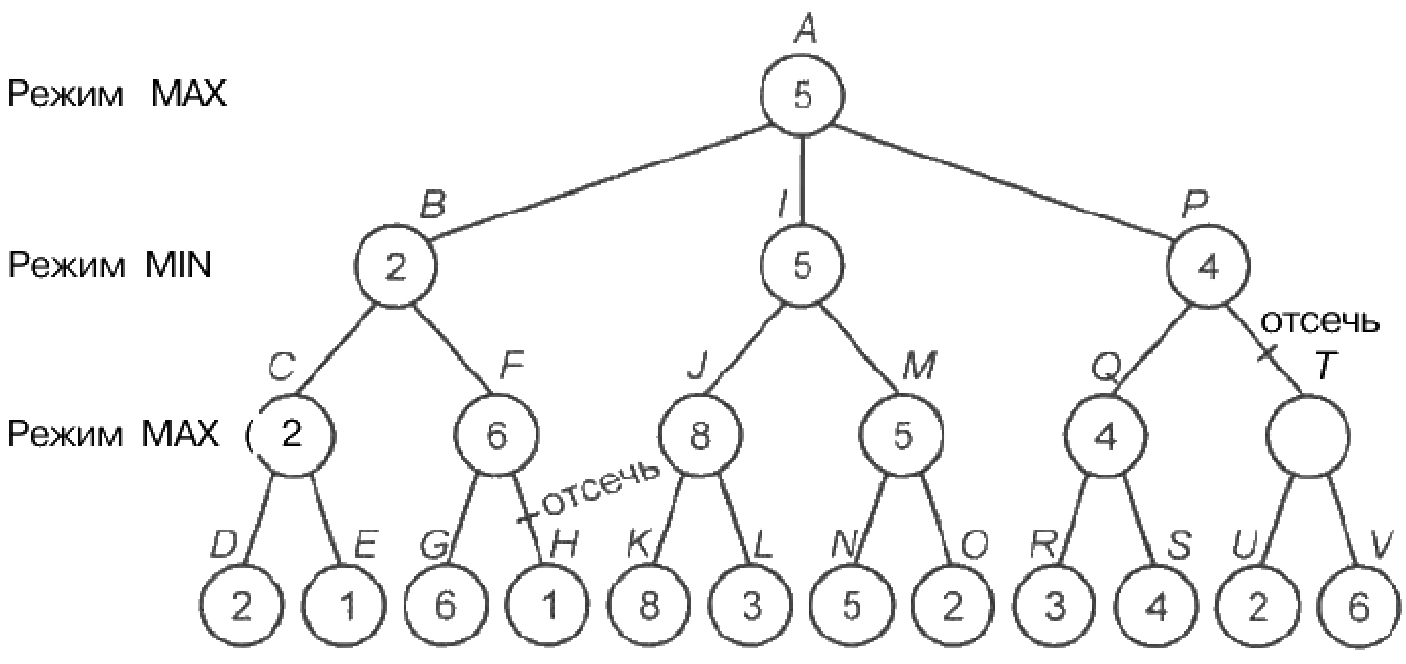 A
Режим MAX 5
B I P
Режим MIN 2 5 4
отсечь
C F J M Q T
Режим MAX 2 6 8 5 4
отсечь
D E G H K L N O R S U V
2 1 6 1 8 3 5 2 3 4 2 6